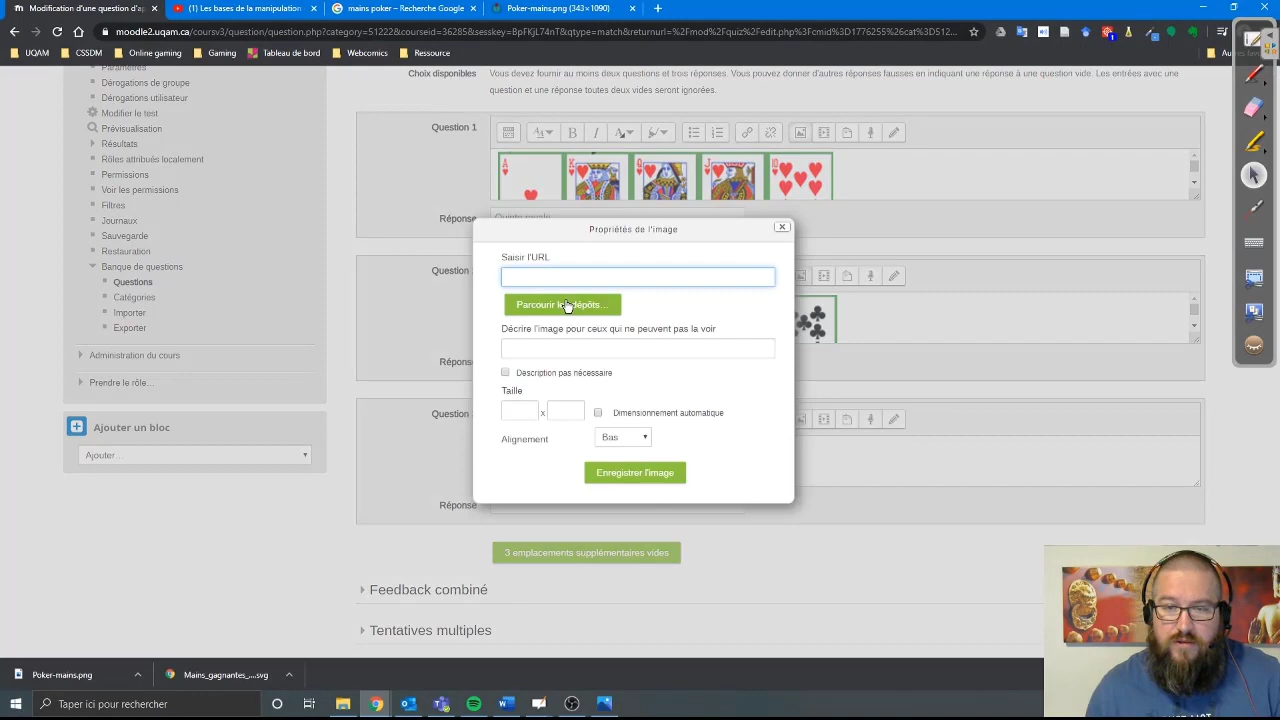 Modification d'une question d'ap
(1) Les bases de la manipulation
mains poker – Recherche Google
Poker-mains.png (343×1090)
moodle2.uqam.ca/coursv3/question/question.php?category=51222&courseid=36285&sesskey=BpFKjL74nT&qtype=match&returnurl=%2Fmod%2Fquiz%2Fedit.php%3Fcmid%3D1776255%26cat%3D512...
UQAM
CSSDM
Online gaming
Gaming
Tableau de bord
Webcomics
Ressource
Paramètres
Dérogations de groupe
Dérogations utilisateur
Modifier le test
Prévisualisation
Résultats
Rôles attribués localement
Permissions
Voir les permissions
Filtres
Journaux
Sauvegarde
Restauration
Banque de questions
Questions
Catégories
Importer
Exporter
Administration du cours
Prendre le rôle…
Ajouter un bloc
Ajouter…
Choix disponibles
Vous devez fournir au moins deux questions et trois réponses. Vous pouvez donner d'autres réponses fausses en indiquant une réponse à une question vide. Les entrées avec une
question et une réponse toutes deux vides seront ignorées.
Question 1
A K Q J 10
Réponse
Quinte royale
Question
Réponse
Question
Réponse
Propriétés de l'image
Saisir l'URL
Parcourir les dépôts…
Décrire l'image pour ceux qui ne peuvent pas la voir
Description pas nécessaire
Taille
x
Dimensionnement automatique
Alignement
Bas
Enregistrer l'image
3 emplacements supplémentaires vides
Feedback combiné
Tentatives multiples
Poker-mains.png
Mains_gagnantes_....svg
Taper ici pour rechercher